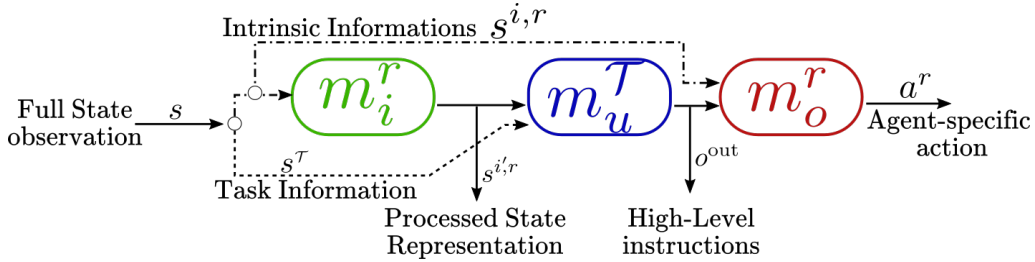 Intrinsic Informations s^{i,r}
Full State
observation
s
m_i^r
m_u^𝒯
m_o^r
a^r
Agent-specific
action
s^𝒯
Task Information
s^{i',r}
o^{out}
Processed State
Representation
High-Level
instructions